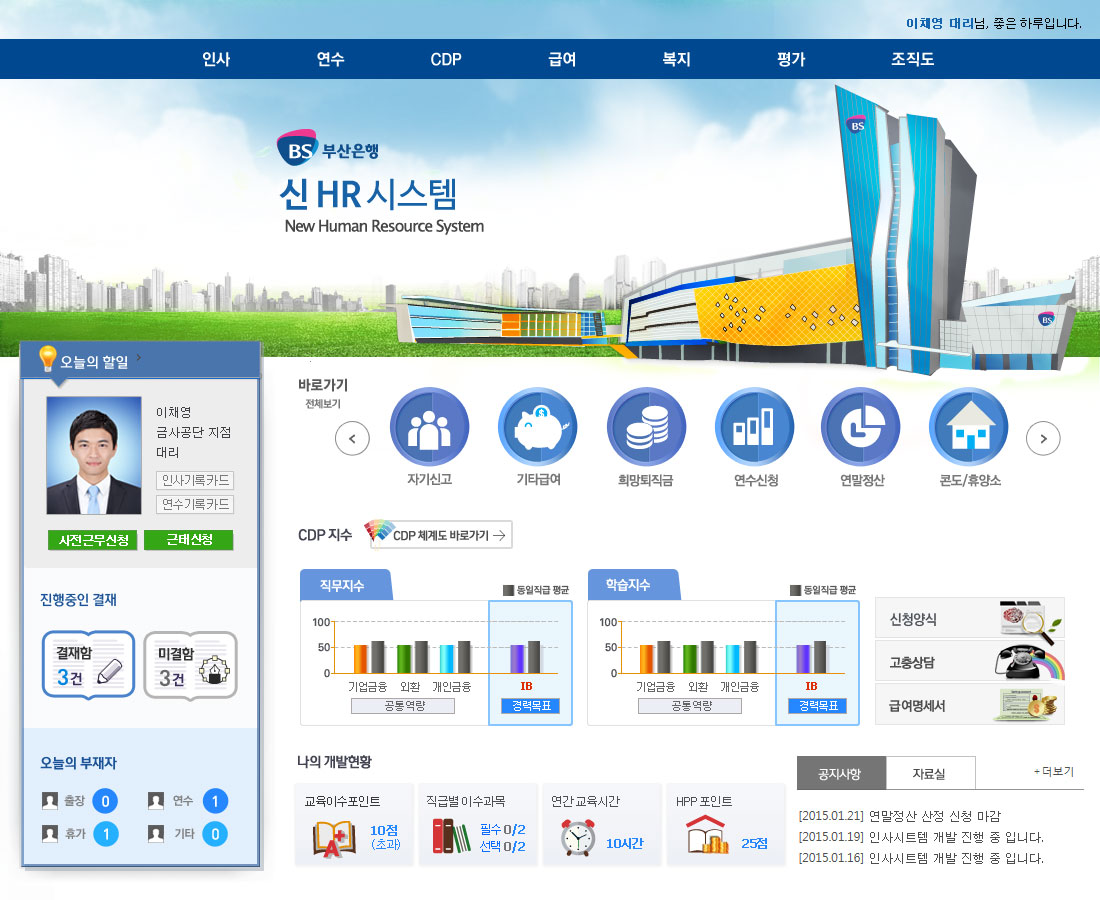 이채영 대리님, 좋은 하루입니다.
인사 연수 CDP 급여 복지 평가 조직도
BS 부산은행
신 HR 시스템
New Human Resource System
BS
BS
오늘의 할일
이채영
금사공단 지점
대리
인사기록카드
연수기록카드
사전근무신청 근태신청
진행중인 결재
결재함
3건
미결함
3건
오늘의 부재자
출장 0 연수 1
휴가 1 기타 0
바로가기
전체보기
자기신고 기타급여 희망퇴직금 연수신청 연말정산 콘도/휴양소
CDP 지수 CDP 체계도 바로가기
직무지수
동일직급 평균
100
50
0
기업금융 외환 개인금융 IB
공통역량 경력목표
학습지수
동일직급 평균
100
50
0
기업금융 외환 개인금융 IB
공통역량 경력목표
신청양식
고충상담
급여명세서
나의 개발현황
교육이수포인트
A
10점
(초과)
직급별 이수과목
필수 0/2
선택 0/2
연간 교육시간
10시간
HPP 포인트
25점
공지사항 자료실 +더보기
[2015.01.21] 연말정산 산정 신청 마감
[2015.01.19] 인사시트템 개발 진행 중 입니다.
[2015.01.16] 인사시트템 개발 진행 중 입니다.